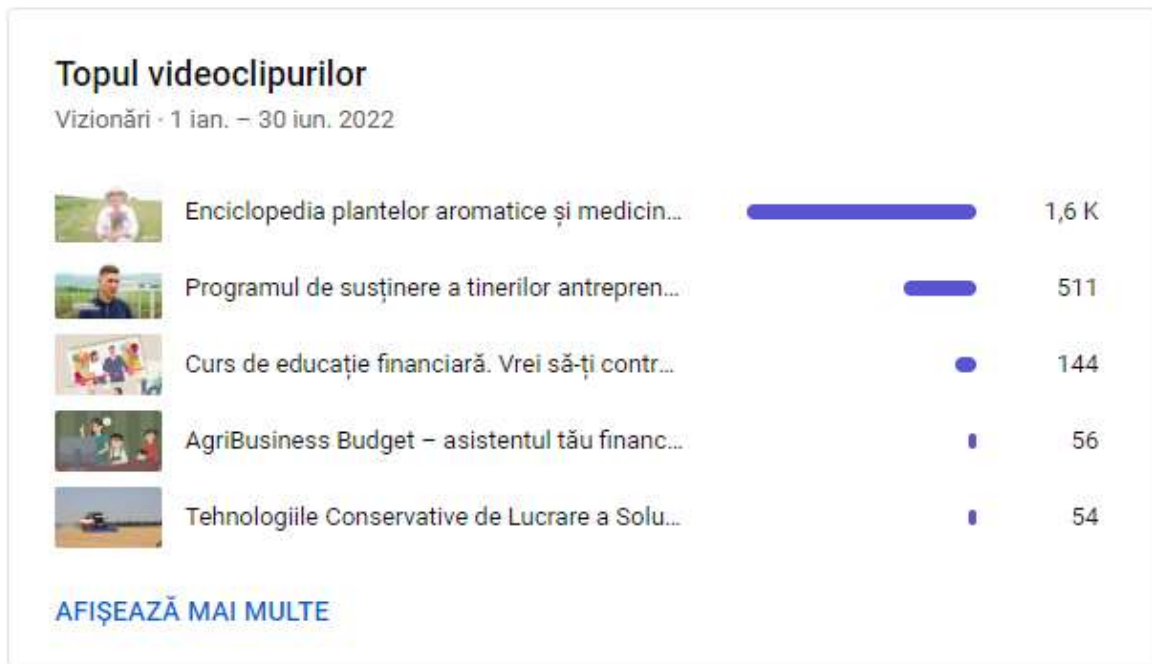 Topul videoclipurilor
Vizionări · 1 ian. – 30 iun. 2022
Enciclopedia plantelor aromatice și medicin... 1,6 K
Programul de susținere a tinerilor antrepren... 511
Curs de educație financiară. Vrei să-ți contr... 144
AgriBusiness Budget – asistentul tău financ... 56
Tehnologiile Conservative de Lucrare a Solu... 54
AFIȘEAZĂ MAI MULTE